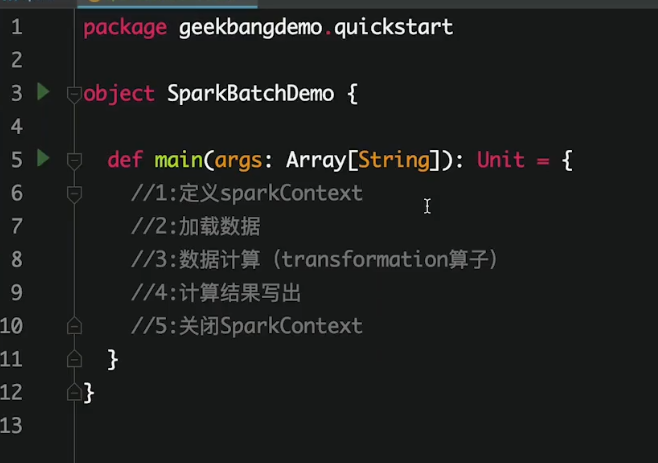 1 package geekbangdemo.quickstart
2
3 object SparkBatchDemo {
4
5 def main(args: Array[String]): Unit = {
6 //1:定义sparkContext
7 //2:加载数据
8 //3:数据计算（transformation算子）
9 //4:计算结果写出
10 //5:关闭SparkContext
11 }
12 }
13